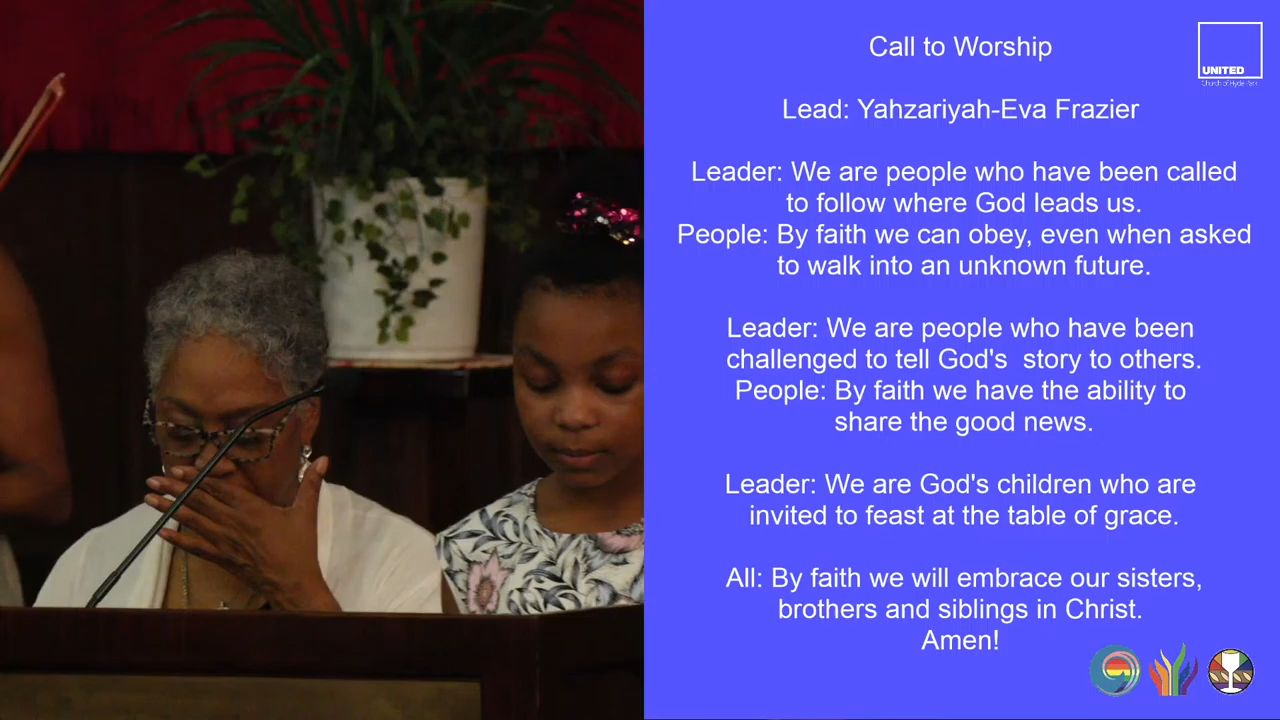 Call to Worship
UNITED
Church of Hyde Park
Lead: Yahzariyah-Eva Frazier
Leader: We are people who have been called
to follow where God leads us.
People: By faith we can obey, even when asked
to walk into an unknown future.
Leader: We are people who have been
challenged to tell God's  story to others.
People: By faith we have the ability to
share the good news.
Leader: We are God's children who are
invited to feast at the table of grace.
All: By faith we will embrace our sisters,
brothers and siblings in Christ.
Amen!